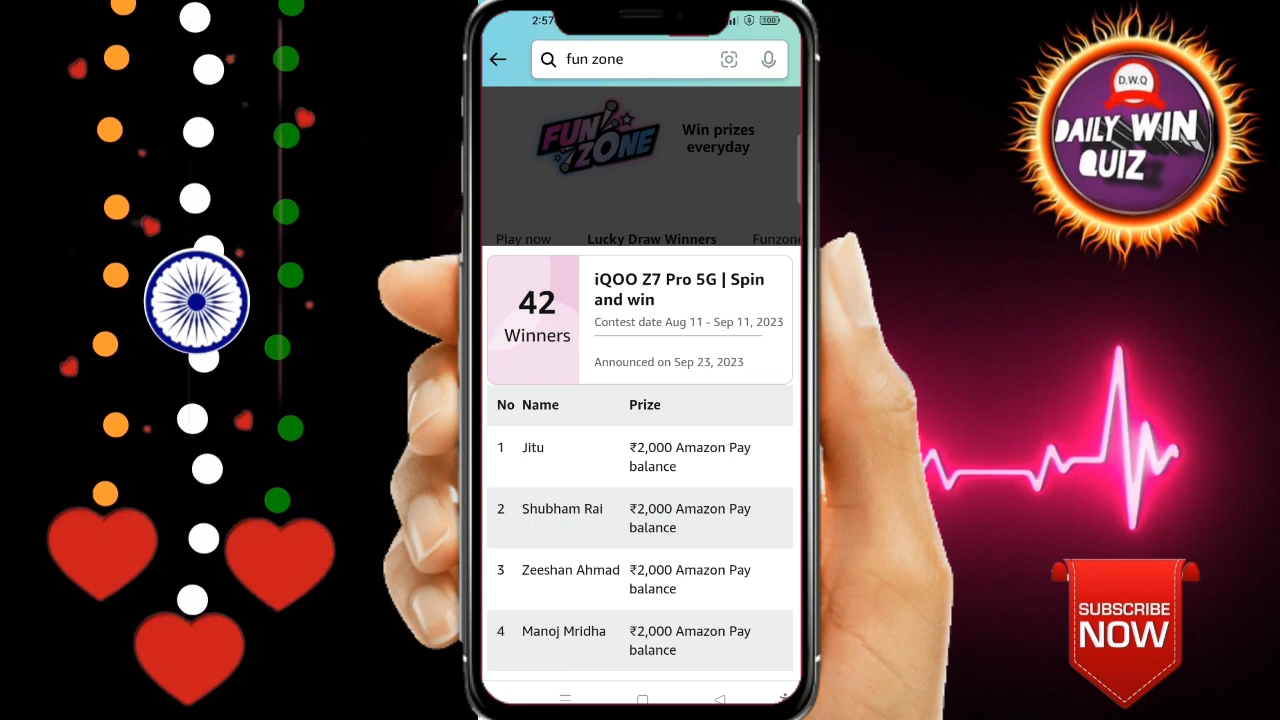 2:57
100
fun zone
FUN
ZONE
Win prizes
everyday
Play now
Lucky Draw Winners
Funzon
42
Winners
iQOO Z7 Pro 5G | Spin
and win
Contest date Aug 11 - Sep 11, 2023
Announced on Sep 23, 2023
No Name Prize
1 Jitu ₹2,000 Amazon Pay
balance
2 Shubham Rai ₹2,000 Amazon Pay
balance
3 Zeeshan Ahmad ₹2,000 Amazon Pay
balance
4 Manoj Mridha ₹2,000 Amazon Pay
balance
D.W.Q
DAILY WIN
QUIZ
SUBSCRIBE
NOW